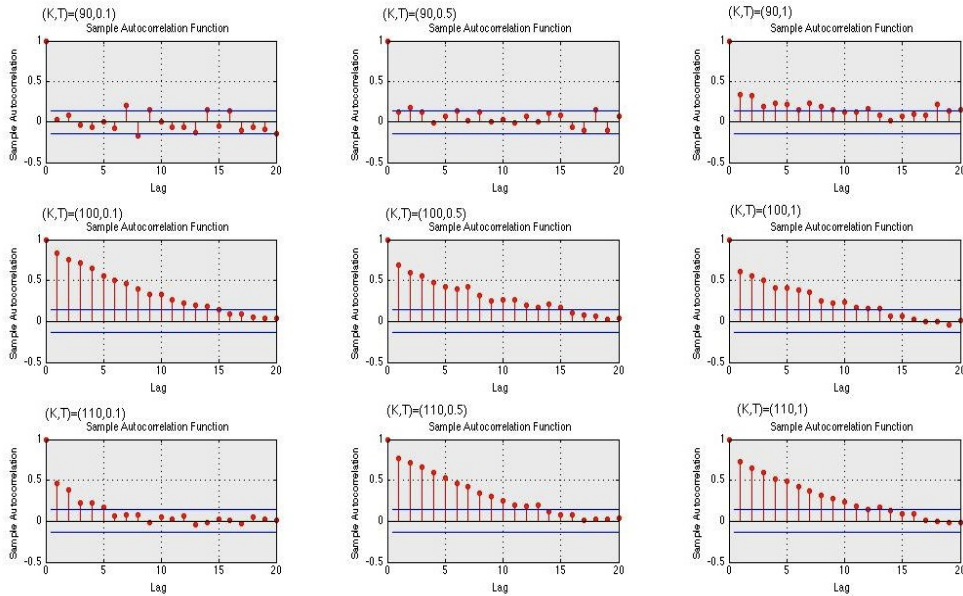 (K,T)=(90,0.1)
Sample Autocorrelation Function
Sample Autocorrelation
1
0.5
0
-0.5
0 5 10 15 20
Lag
(K,T)=(90,0.5)
Sample Autocorrelation Function
Sample Autocorrelation
1
0.5
0
-0.5
0 5 10 15 20
Lag
(K,T)=(90,1)
Sample Autocorrelation Function
Sample Autocorrelation
1
0.5
0
-0.5
0 5 10 15 20
Lag
(K,T)=(100,0.1)
Sample Autocorrelation Function
Sample Autocorrelation
1
0.5
0
-0.5
0 5 10 15 20
Lag
(K,T)=(100,0.5)
Sample Autocorrelation Function
Sample Autocorrelation
1
0.5
0
-0.5
0 5 10 15 20
Lag
(K,T)=(100,1)
Sample Autocorrelation Function
Sample Autocorrelation
1
0.5
0
-0.5
0 5 10 15 20
Lag
(K,T)=(110,0.1)
Sample Autocorrelation Function
Sample Autocorrelation
1
0.5
0
-0.5
0 5 10 15 20
Lag
(K,T)=(110,0.5)
Sample Autocorrelation Function
Sample Autocorrelation
1
0.5
0
-0.5
0 5 10 15 20
Lag
(K,T)=(110,1)
Sample Autocorrelation Function
Sample Autocorrelation
1
0.5
0
-0.5
0 5 10 15 20
Lag